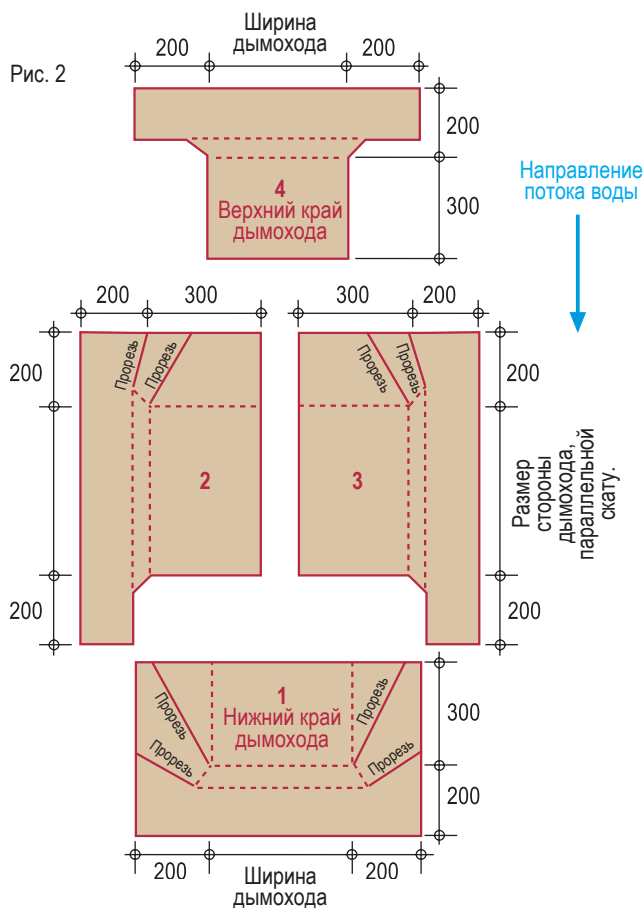 Рис. 2
Ширина
дымохода
200
200
200
300
4
Верхний край
дымохода
Направление
потока воды
200
300
300
200
200
Прорезь
Прорезь
Прорезь
Прорезь
200
2
3
Размер
стороны
дымохода,
параллельной
скату.
200
200
1
Нижний край
дымохода
Прорезь
Прорезь
Прорезь
Прорезь
300
200
200
Ширина
дымохода
200